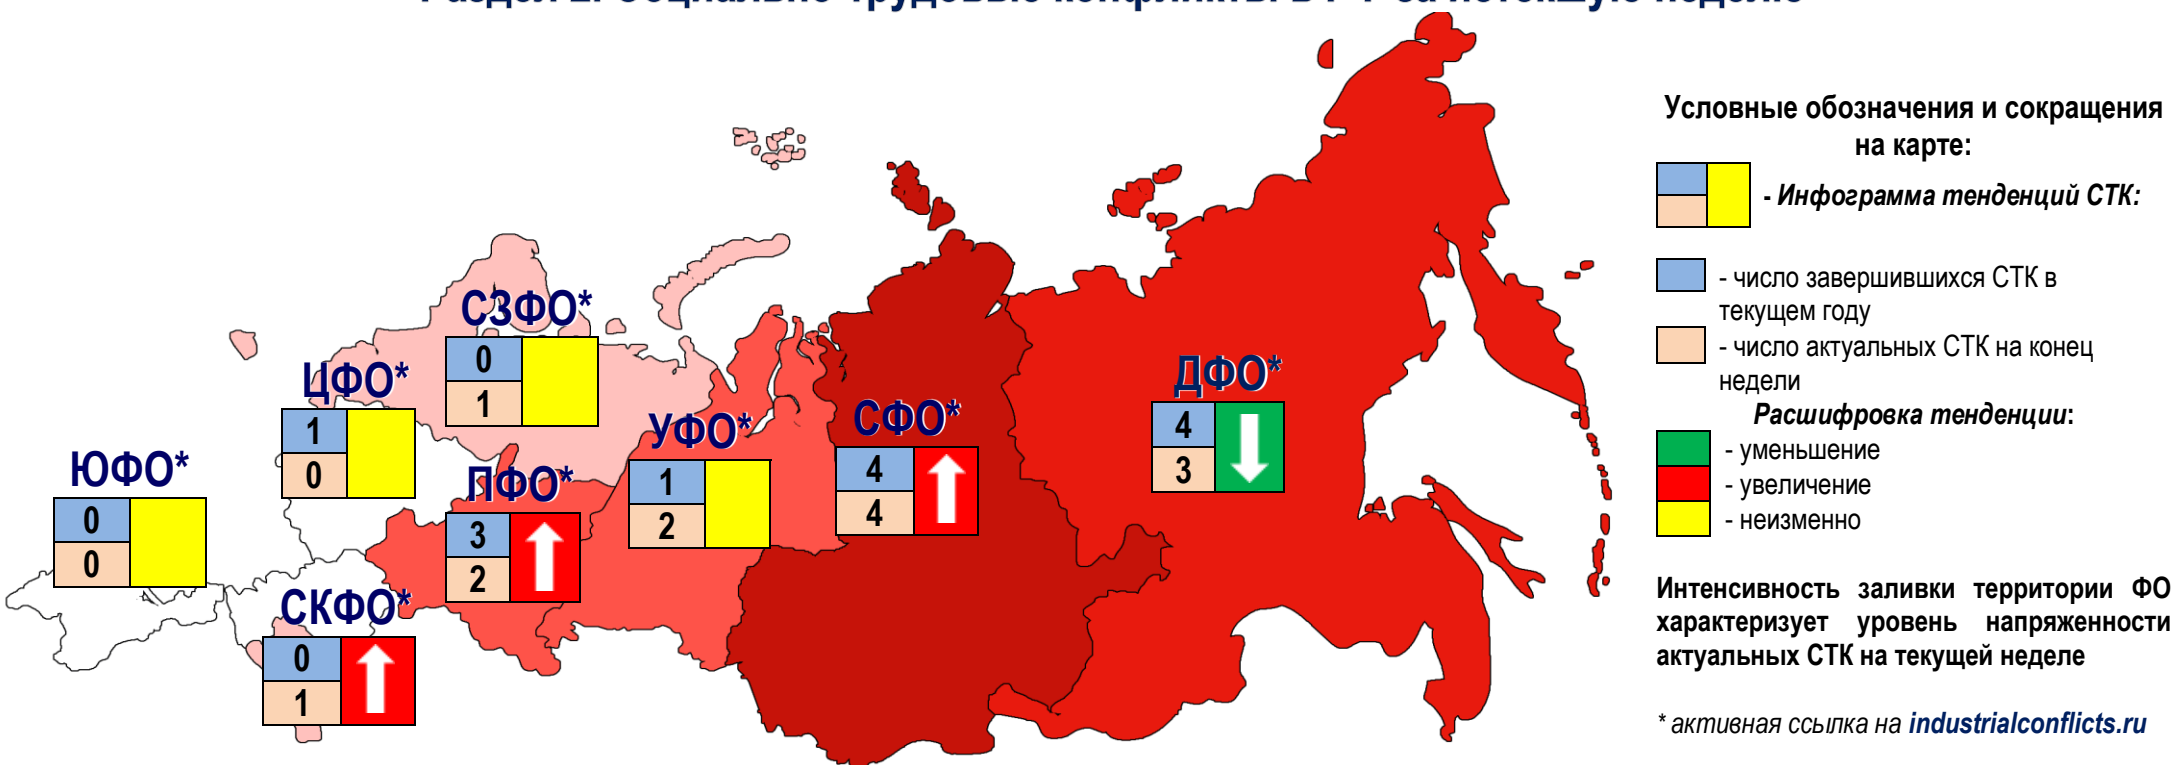 СЗФО*
0
1
ЦФО*
1
0
ЮФО*
0
0
ПФО*
3
2
СКФО*
0
1
УФО*
1
2
СФО*
4
4
ДФО*
4
3
Условные обозначения и сокращения
на карте:
- Инфограмма тенденций СТК:
- число завершившихся СТК в
текущем году
- число актуальных СТК на конец
недели
Расшифровка тенденции:
- уменьшение
- увеличение
- неизменно
Интенсивность заливки территории ФО
характеризует уровень напряженности
актуальных СТК на текущей неделе
* активная ссылка на industrialconflicts.ru